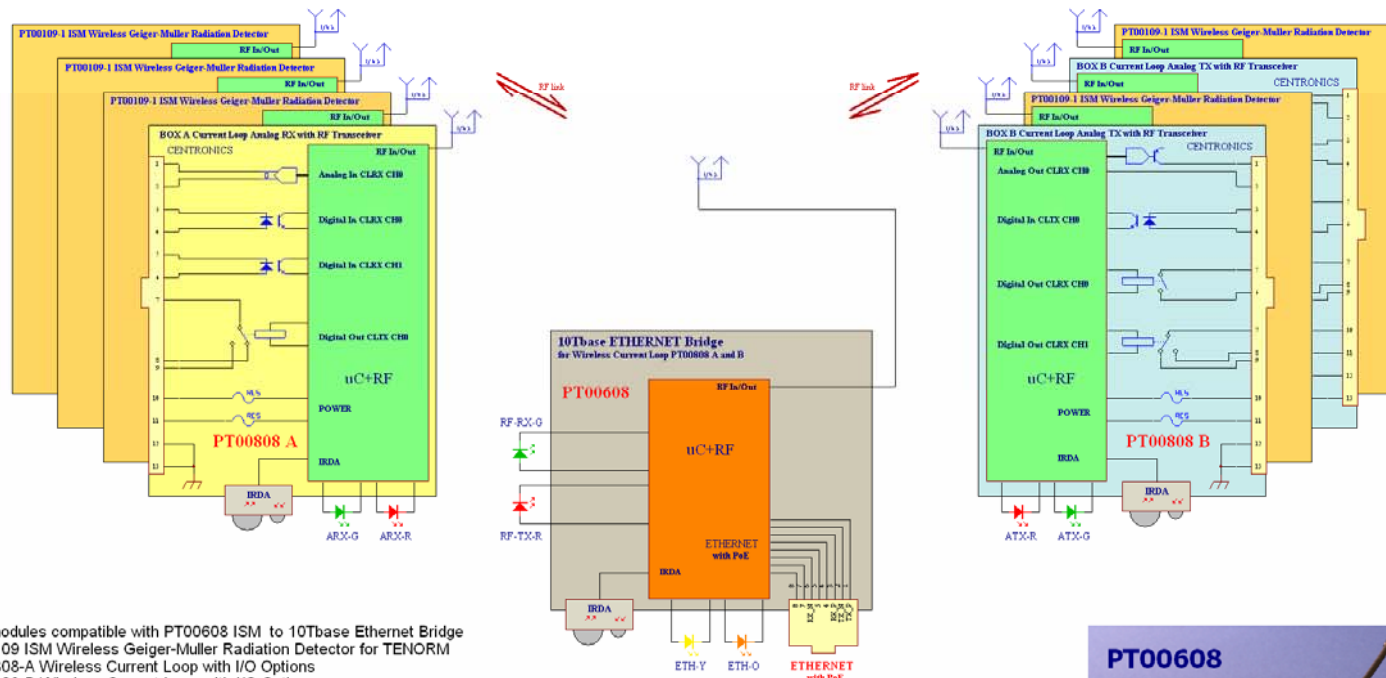 PT00109-1 ISM Wireless Geiger-Muller Radiation Detector
RF In/Out
PT00109-1 ISM Wireless Geiger-Muller Radiation Detector
RF In/Out
PT00109-1 ISM Wireless Geiger-Muller Radiation Detector
RF In/Out
BOX A Current Loop Analog RX with RF Transceiver
CENTRONICS
RF In/Out
Analog In CLRX CH0
Digital In CLRX CH0
Digital In CLRX CH1
Digital Out CLTX CH0
uC+RF
POWER
PT00808 A
IRDA
IRDA
ARX-G
ARX-R
RF link
RF link
10Tbase ETHERNET Bridge
for Wireless Current Loop PT00808 A and B
PT00608
RF In/Out
uC+RF
RF-RX-G
RF-TX-R
ETHERNET
with PoE
IRDA
IRDA
ETH-Y
ETH-O
ETHERNET
with PoE
PT00109-1 ISM Wireless Geiger-Muller Radiation Detector
RF In/Out
BOX B Current Loop Analog TX with RF Transceiver
RF In/Out
CENTRONICS
PT00109-1 ISM Wireless Geiger-Muller Radiation Detector
RF In/Out
BOX B Current Loop Analog TX with RF Transceiver
RF In/Out
CENTRONICS
Analog Out CLRX CH0
Digital In CLTX CH0
Digital Out CLRX CH0
Digital Out CLRX CH1
uC+RF
POWER
PT00808 B
IRDA
IRDA
ATX-R
ATX-G
odules compatible with PT00608 ISM to 10Tbase Ethernet Bridge
09 ISM Wireless Geiger-Muller Radiation Detector for TENORM
08-A Wireless Current Loop with I/O Options
PT00608